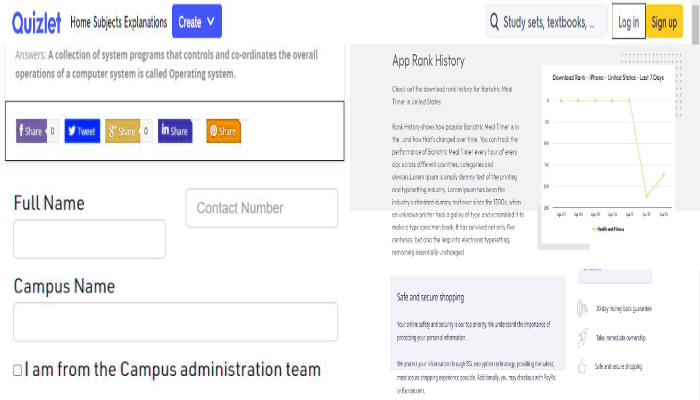 Quizlet Home Subjects Explanations Create Study sets, textbooks, ... Log in Sign up
Answers: A collection of system programs that controls and co-ordinates the overall
operations of a computer system is called Operating system.
Share 0 Tweet Share 0 Share Share
Full Name
Contact Number
Campus Name
I am from the Campus administration team
App Rank History
Check out the download rank history for Bariatric Meal
Timer in United States.
Rank History shows how popular Bariatric Meal Timer is in
the , and how that's changed over time. You can track the
performance of Bariatric Meal Timer every hour of every
day across different countries, categories and
devices.Lorem Ipsum is simply dummy text of the printing
and typesetting industry. Lorem Ipsum has been the
industry's standard dummy text ever since the 1500s, when
an unknown printer took a galley of type and scrambled it to
make a type specimen book. It has survived not only five
centuries, but also the leap into electronic typesetting,
remaining essentially unchanged
Download Rank - iPhone - United States - Last 7 Days
Health and Fitness
Safe and secure shopping
Your online safety and security is our top priority. We understand the importance of
protecting your personal information.
We protect your information through SSL encryption technology, providing the safest,
most secure shopping experience possible. Additionally, you may checkout with PayPal
or Escrow.com.
30-day money back guarantee
Take immediate ownership
Safe and secure shopping